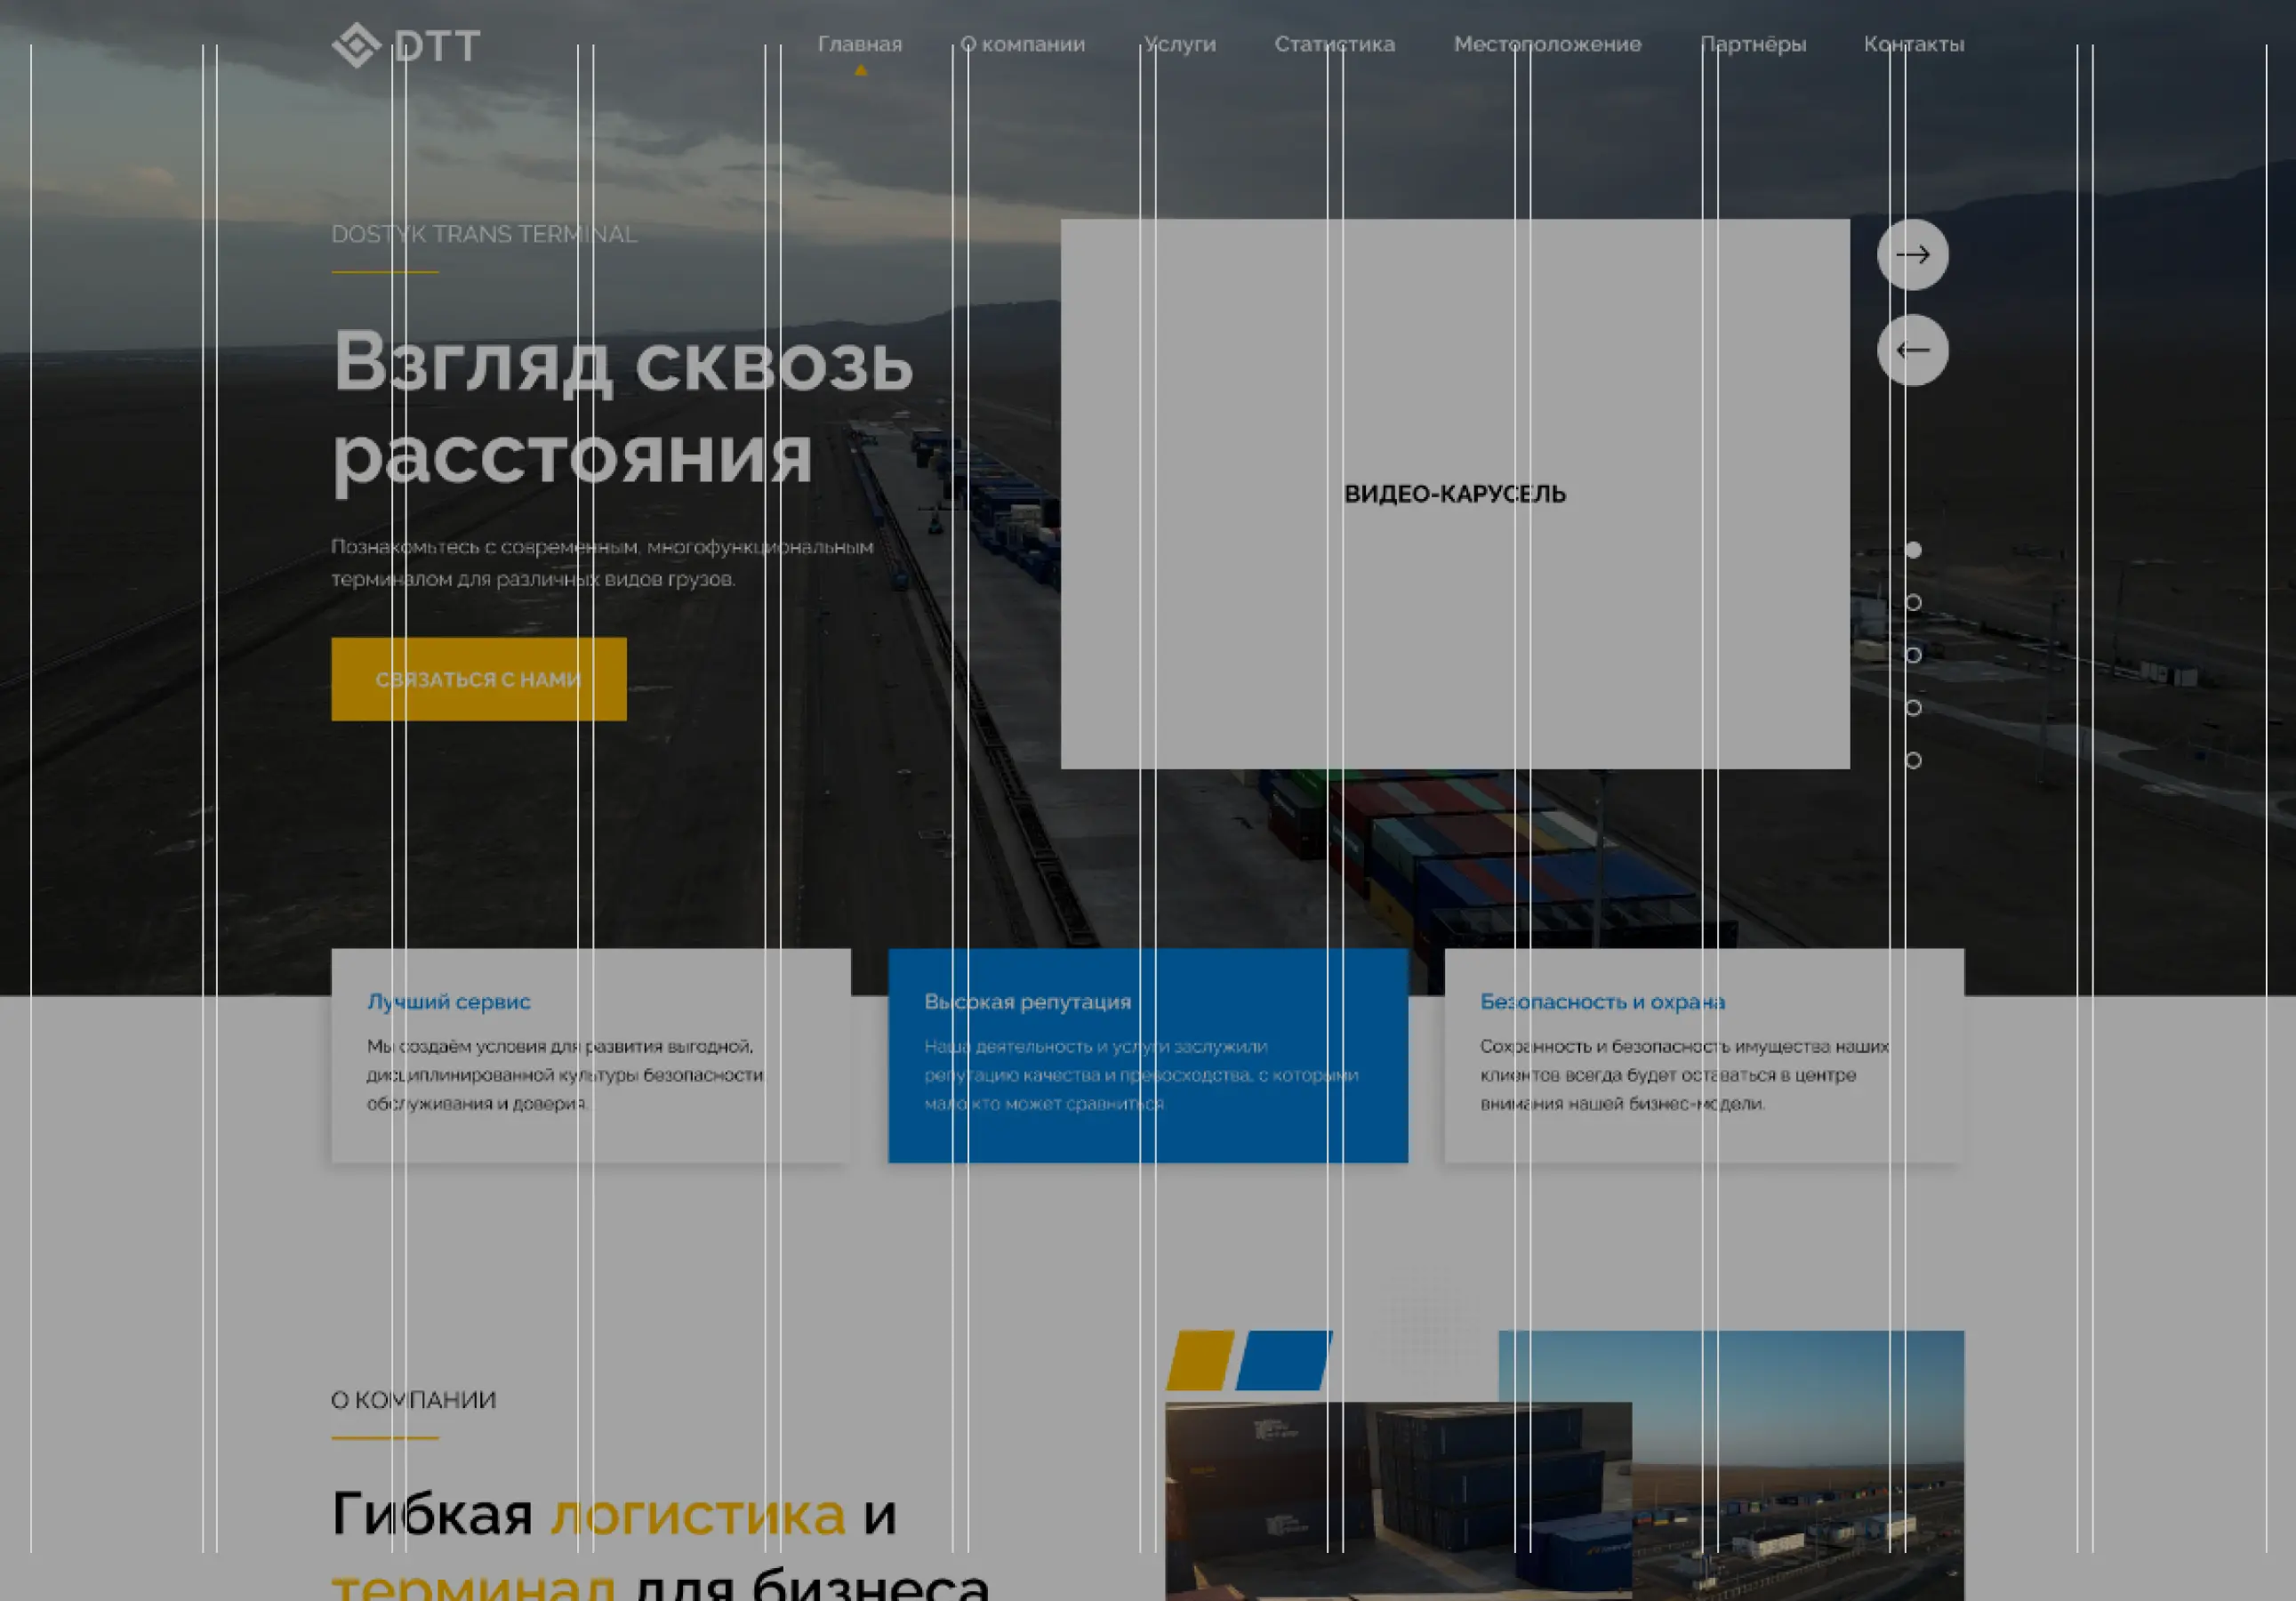 DTT
Главная О компании Услуги Статистика Местоположение Партнёры Контакты
DOSTYK TRANS TERMINAL
Взгляд сквозь
расстояния
Познакомьтесь с современным, многофункциональным
терминалом для различных видов грузов.
СВЯЗАТЬСЯ С НАМИ
ВИДЕО-КАРУСЕЛЬ
Лучший сервис
Мы создаём условия для развития выгодной,
дисциплинированной культуры безопасности
обслуживания и доверия.
Высокая репутация
Наша деятельность и услуги заслужили
репутацию качества и превосходства, с которыми
мало кто может сравниться
Безопасность и охрана
Сохранность и безопасность имущества наших
клиентов всегда будет оставаться в центре
внимания нашей бизнес-модели.
О КОМПАНИИ
Гибкая логистика и
терминал для бизнеса